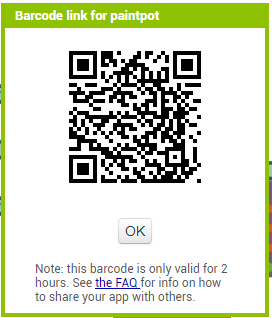 Barcode link for paintpot
OK
Note: this barcode is only valid for 2
hours. See the FAQ for info on how
to share your app with others.